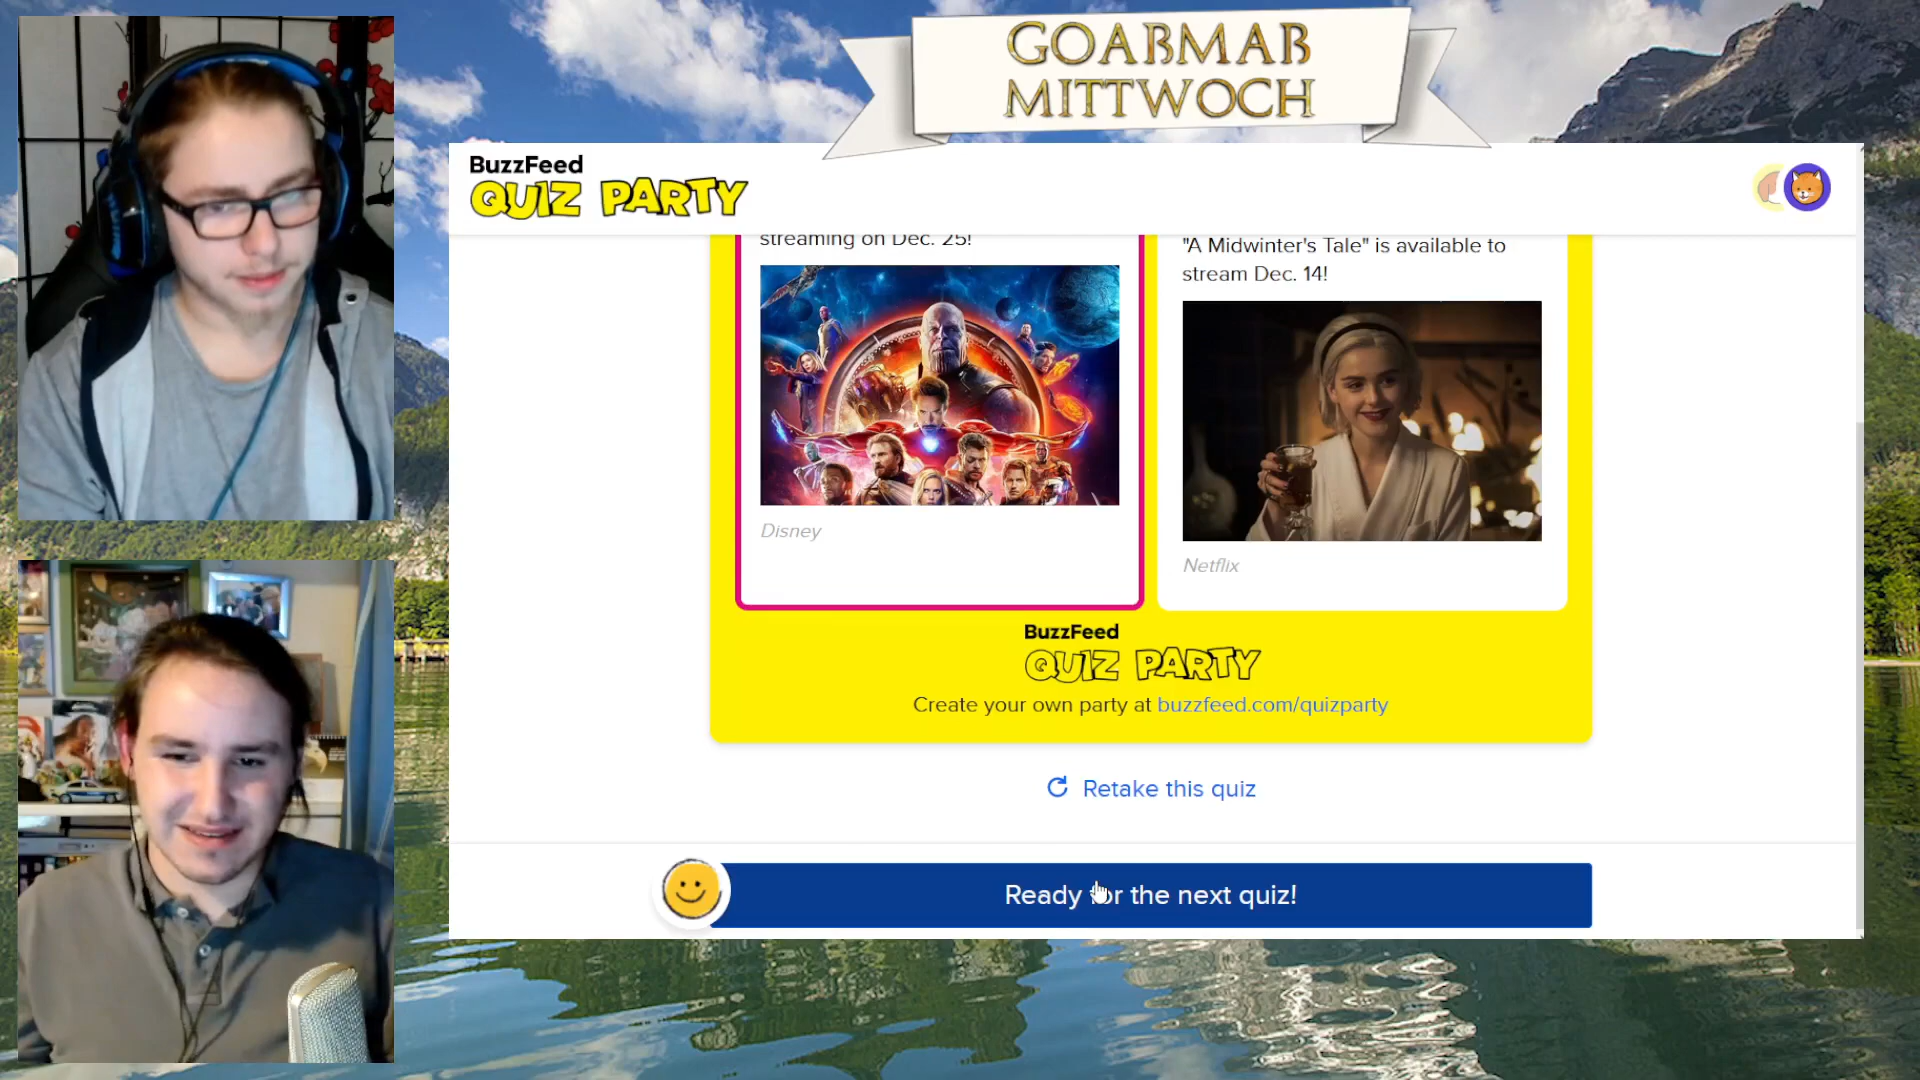 GOABMAB
MITTWOCH
BuzzFeed
QUIZ PARTY
streaming on Dec. 25!
Disney
"A Midwinter's Tale" is available to
stream Dec. 14!
Netflix
BuzzFeed
QUIZ PARTY
Create your own party at buzzfeed.com/quizparty
Retake this quiz
Ready for the next quiz!